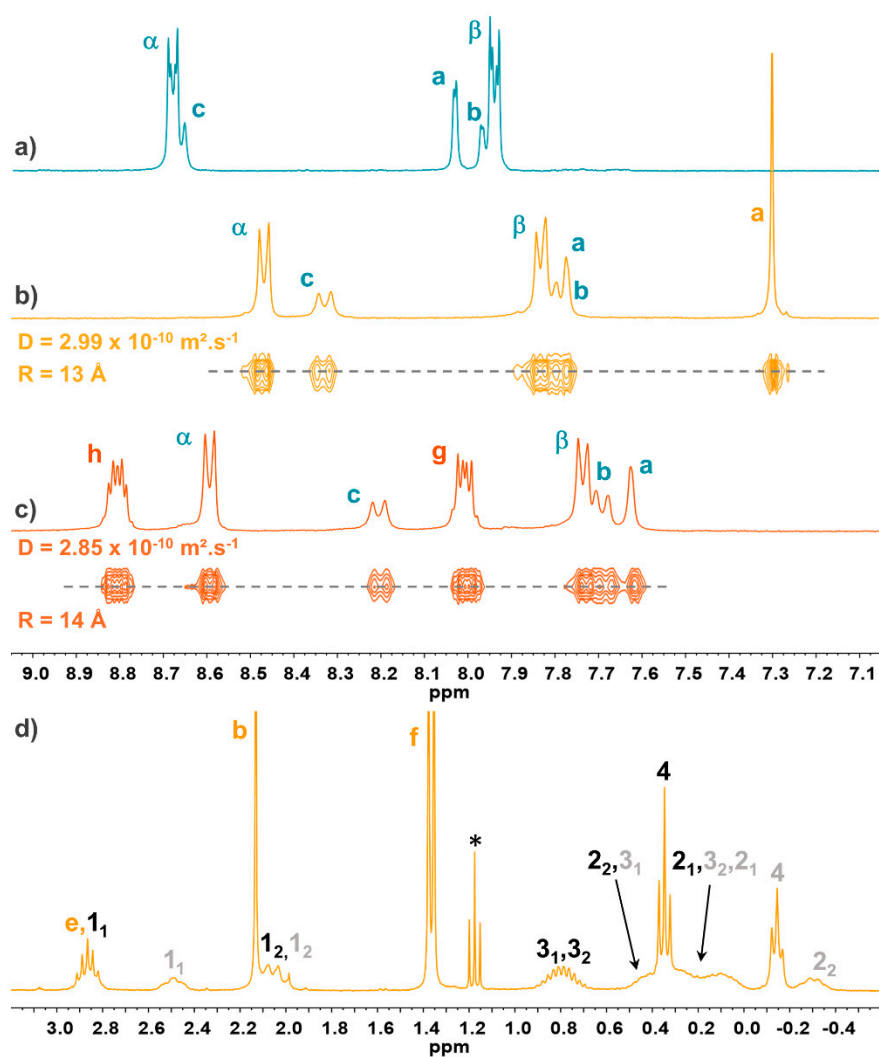 α
c
a
b
β
a)
α
c
β
a
b
a
b)
D = 2.99 x 10⁻¹⁰ m².s⁻¹
R = 13 Å
h
α
c
g
β
b
a
c)
D = 2.85 x 10⁻¹⁰ m².s⁻¹
R = 14 Å
9.0 8.9 8.8 8.7 8.6 8.5 8.4 8.3 8.2 8.1 8.0 7.9 7.8 7.7 7.6 7.5 7.4 7.3 7.2 7.1
ppm
d)
b
f
4
*
2₂,3₁
2₁,3₂,2₁
4
e,1₁
1₁
1₂,1₂
3₁,3₂
2₂
3.0 2.8 2.6 2.4 2.2 2.0 1.8 1.6 1.4 1.2 1.0 0.8 0.6 0.4 0.2 0.0 -0.2 -0.4
ppm